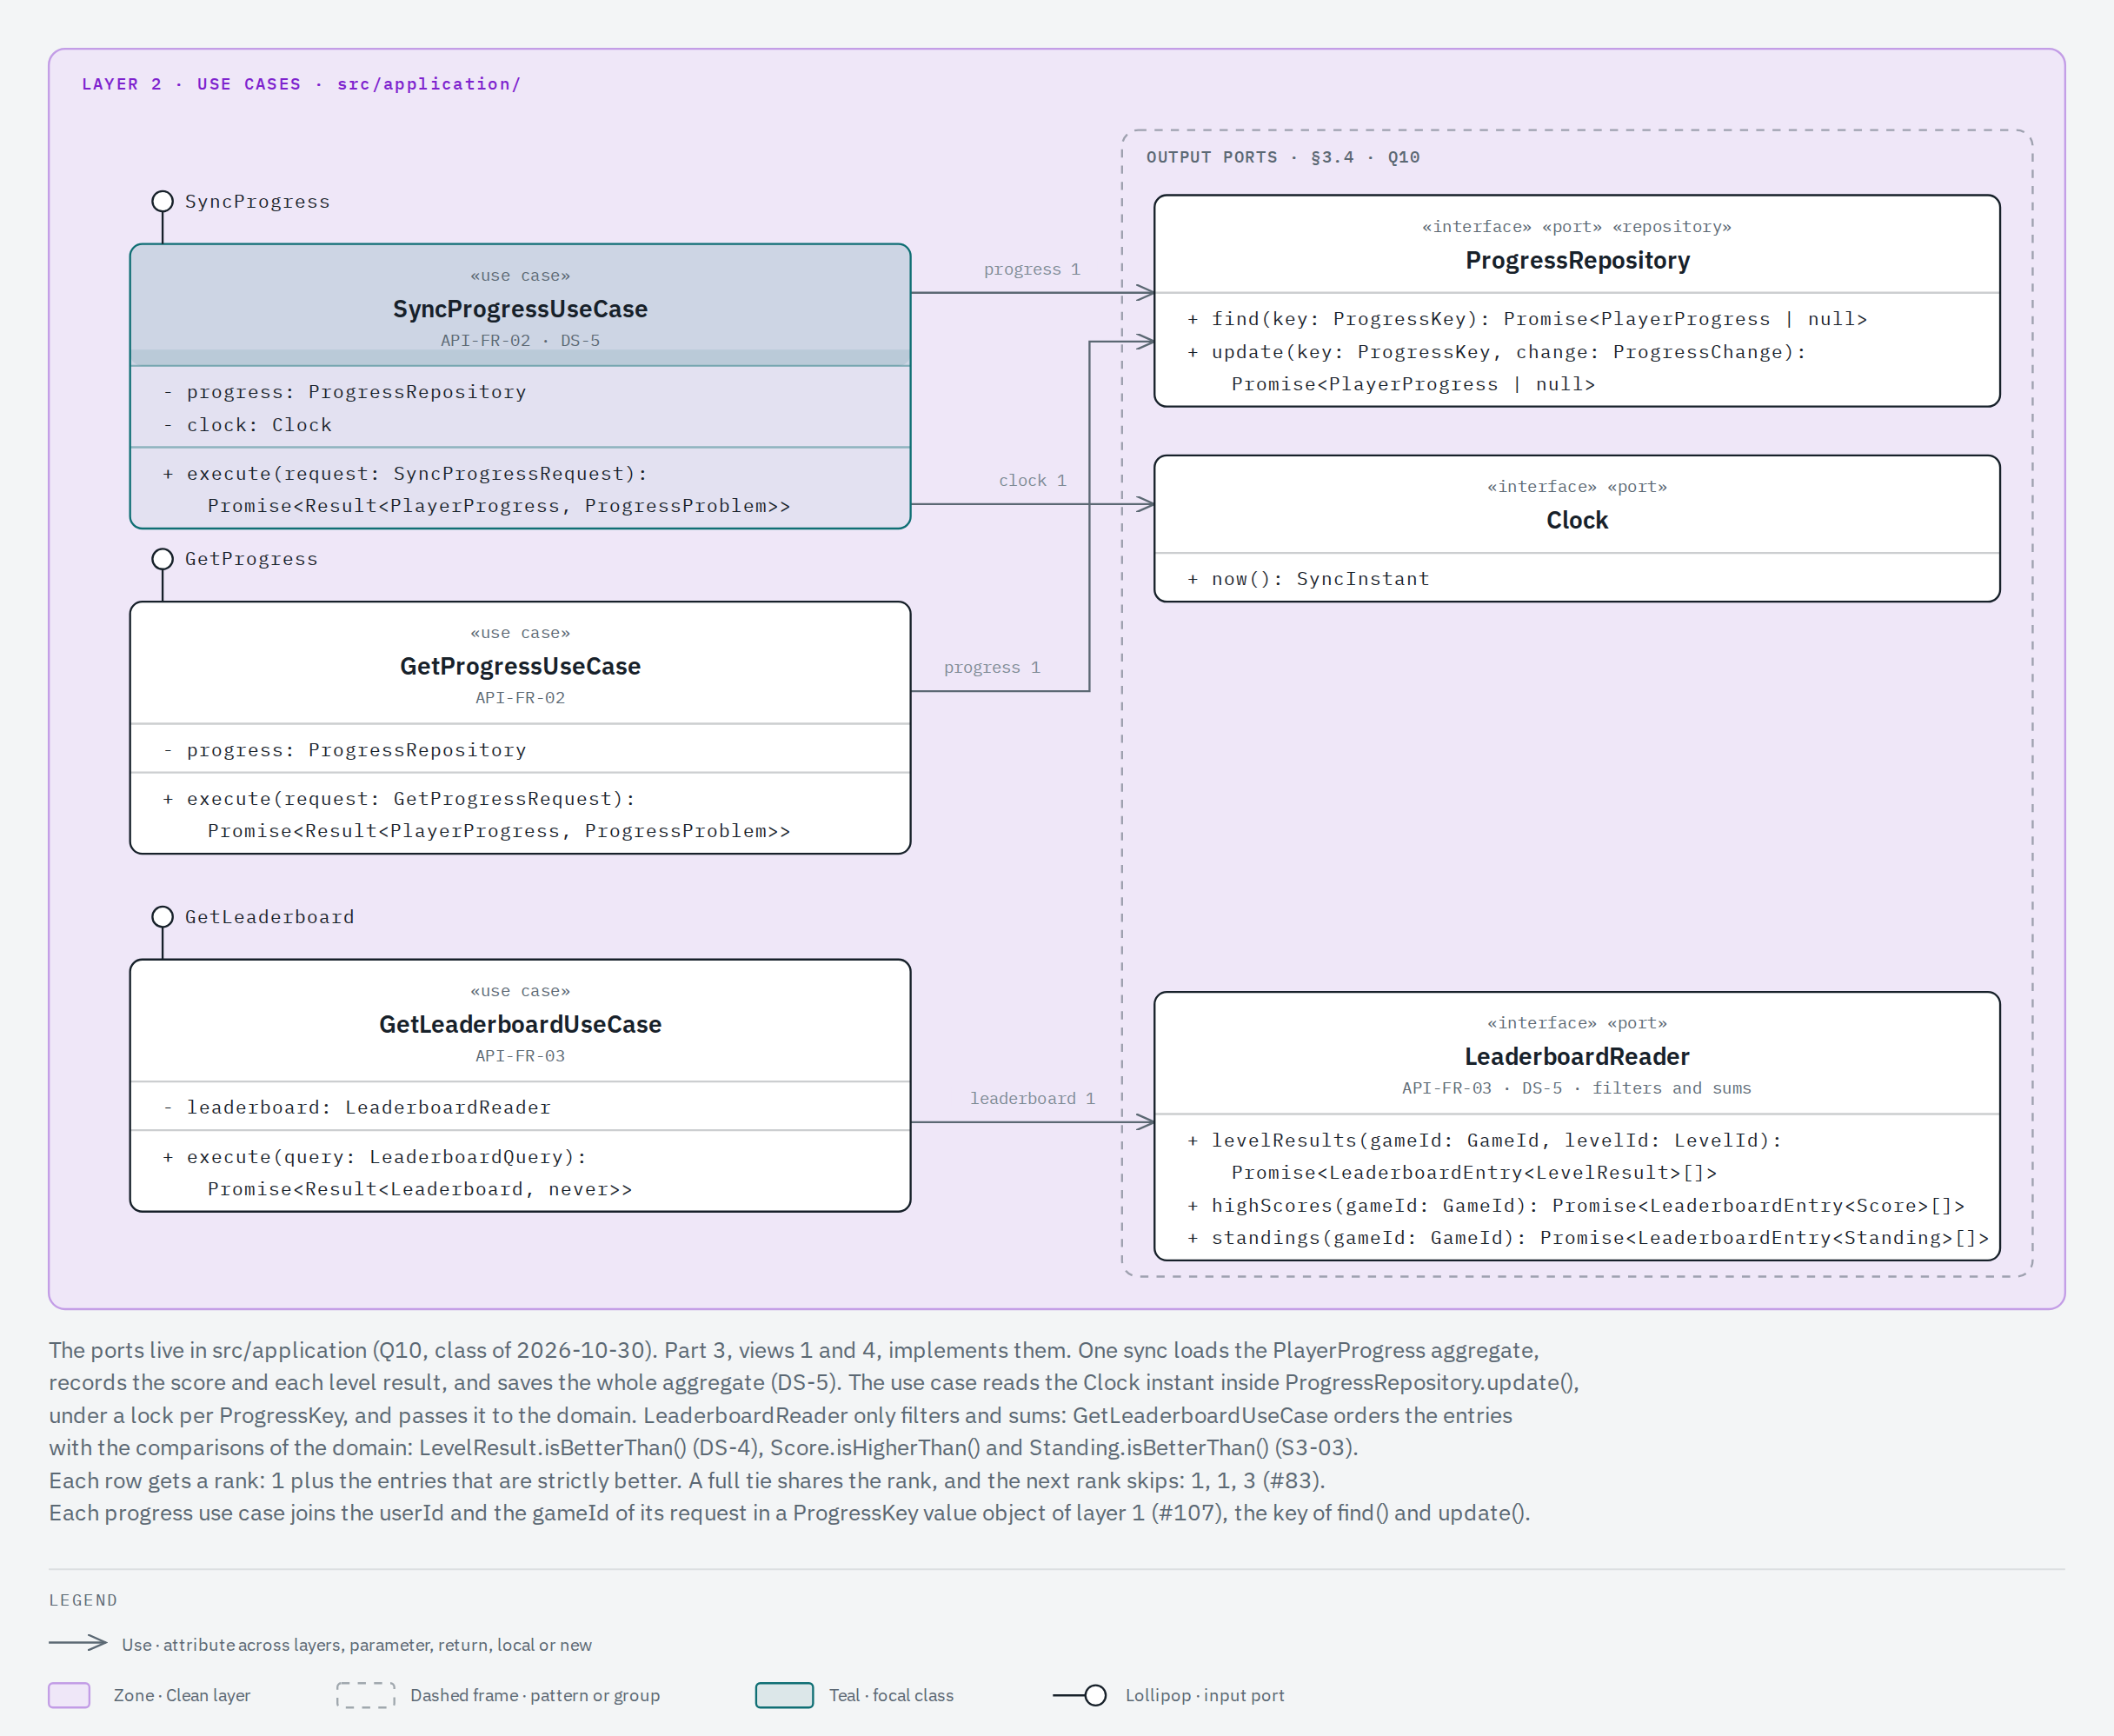 LAYER 2 · USE CASES · src/application/
OUTPUT PORTS · §3.4 · Q10
SyncProgress
«use case»
SyncProgressUseCase
API-FR-02 · DS-5
- progress: ProgressRepository
- clock: Clock
+ execute(request: SyncProgressRequest):
Promise<Result<PlayerProgress, ProgressProblem>>
progress 1
clock 1
«interface» «port» «repository»
ProgressRepository
+ find(key: ProgressKey): Promise<PlayerProgress | null>
+ update(key: ProgressKey, change: ProgressChange):
Promise<PlayerProgress | null>
«interface» «port»
Clock
+ now(): SyncInstant
GetProgress
«use case»
GetProgressUseCase
API-FR-02
- progress: ProgressRepository
+ execute(request: GetProgressRequest):
Promise<Result<PlayerProgress, ProgressProblem>>
progress 1
GetLeaderboard
«use case»
GetLeaderboardUseCase
API-FR-03
- leaderboard: LeaderboardReader
+ execute(query: LeaderboardQuery):
Promise<Result<Leaderboard, never>>
leaderboard 1
«interface» «port»
LeaderboardReader
API-FR-03 · DS-5 · filters and sums
+ levelResults(gameId: GameId, levelId: LevelId):
Promise<LeaderboardEntry<LevelResult>[]>
+ highScores(gameId: GameId): Promise<LeaderboardEntry<Score>[]>
+ standings(gameId: GameId): Promise<LeaderboardEntry<Standing>[]>
The ports live in src/application (Q10, class of 2026-10-30). Part 3, views 1 and 4, implements them. One sync loads the PlayerProgress aggregate,
records the score and each level result, and saves the whole aggregate (DS-5). The use case reads the Clock instant inside ProgressRepository.update(),
under a lock per ProgressKey, and passes it to the domain. LeaderboardReader only filters and sums: GetLeaderboardUseCase orders the entries
with the comparisons of the domain: LevelResult.isBetterThan() (DS-4), Score.isHigherThan() and Standing.isBetterThan() (S3-03).
Each row gets a rank: 1 plus the entries that are strictly better. A full tie shares the rank, and the next rank skips: 1, 1, 3 (#83).
Each progress use case joins the userId and the gameId of its request in a ProgressKey value object of layer 1 (#107), the key of find() and update().
LEGEND
Use · attribute across layers, parameter, return, local or new
Zone · Clean layer
Dashed frame · pattern or group
Teal · focal class
Lollipop · input port